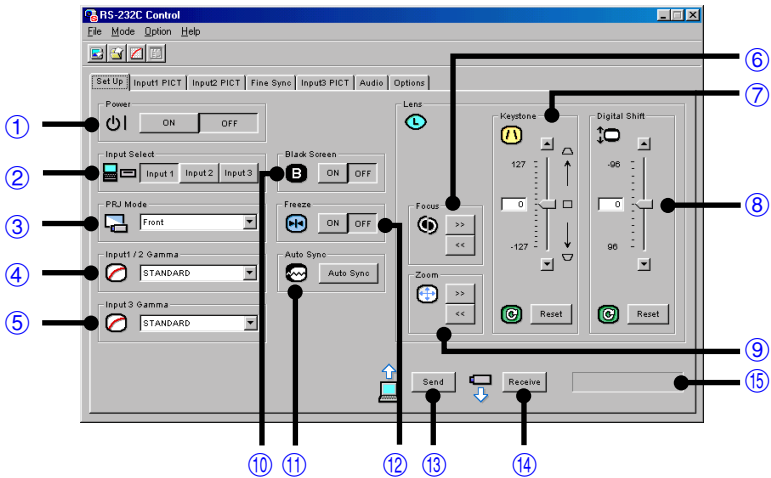 RS-232C Control
File Mode Option Help
Set Up Input1 PICT Input2 PICT Fine Sync Input3 PICT Audio Options
Power
ON OFF
Input Select
Input 1 Input 2 Input 3
PRJ Mode
Front
Input1 / 2 Gamma
STANDARD
Input 3 Gamma
STANDARD
Black Screen
B ON OFF
Freeze
ON OFF
Auto Sync
Auto Sync
Lens
L
Focus
>>
<<
Zoom
>>
<<
Keystone
127
0
-127
Reset
Digital Shift
-96
0
96
Reset
Send
Receive
①
②
③
④
⑤
⑥
⑦
⑧
⑨
⑩
⑪
⑫
⑬
⑭
⑮